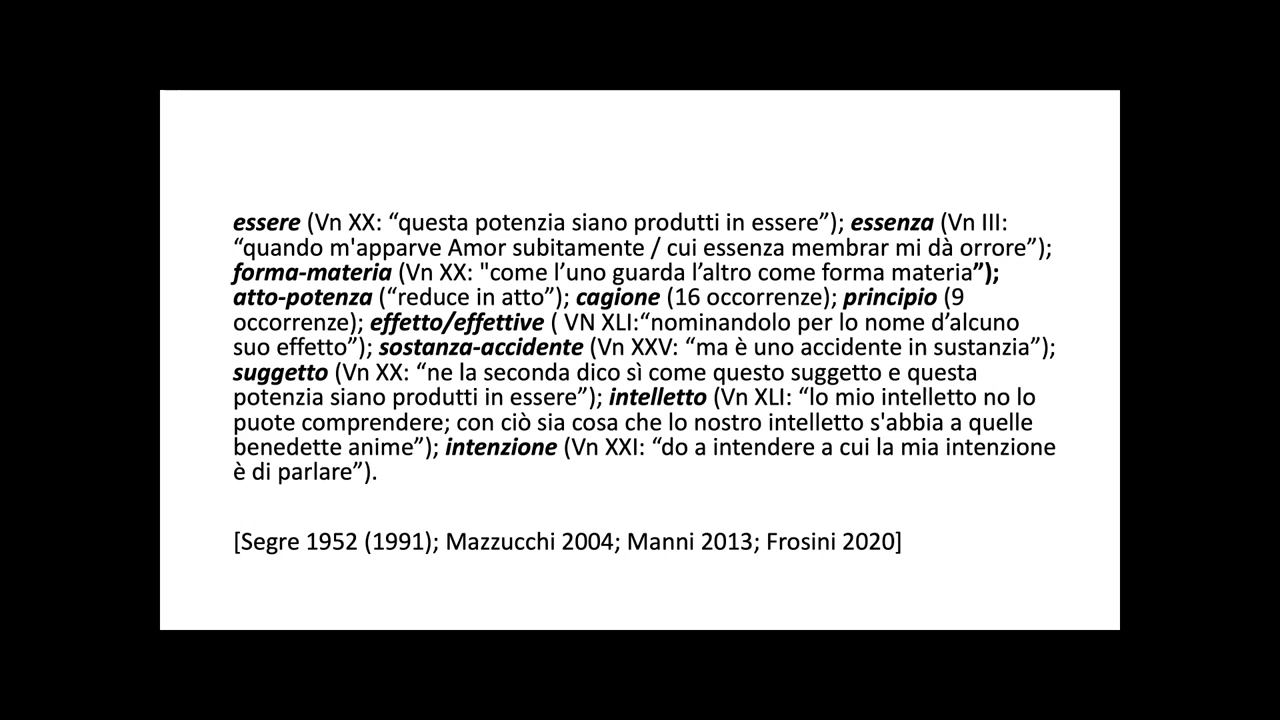 essere (Vn XX: “questa potenzia siano produtti in essere”); essenza (Vn III:
“quando m'apparve Amor subitamente / cui essenza membrar mi dà orrore”);
forma-materia (Vn XX: "come l’uno guarda l’altro come forma materia”);
atto-potenza (“reduce in atto”); cagione (16 occorrenze); principio (9
occorrenze); effetto/effettive ( VN XLI:“nominandolo per lo nome d’alcuno
suo effetto”); sostanza-accidente (Vn XXV: “ma è uno accidente in sustanzia”);
suggetto (Vn XX: “ne la seconda dico sì come questo suggetto e questa
potenzia siano produtti in essere”); intelletto (Vn XLI: “lo mio intelletto no lo
puote comprendere; con ciò sia cosa che lo nostro intelletto s'abbia a quelle
benedette anime”); intenzione (Vn XXI: “do a intendere a cui la mia intenzione
è di parlare”).
[Segre 1952 (1991); Mazzucchi 2004; Manni 2013; Frosini 2020]